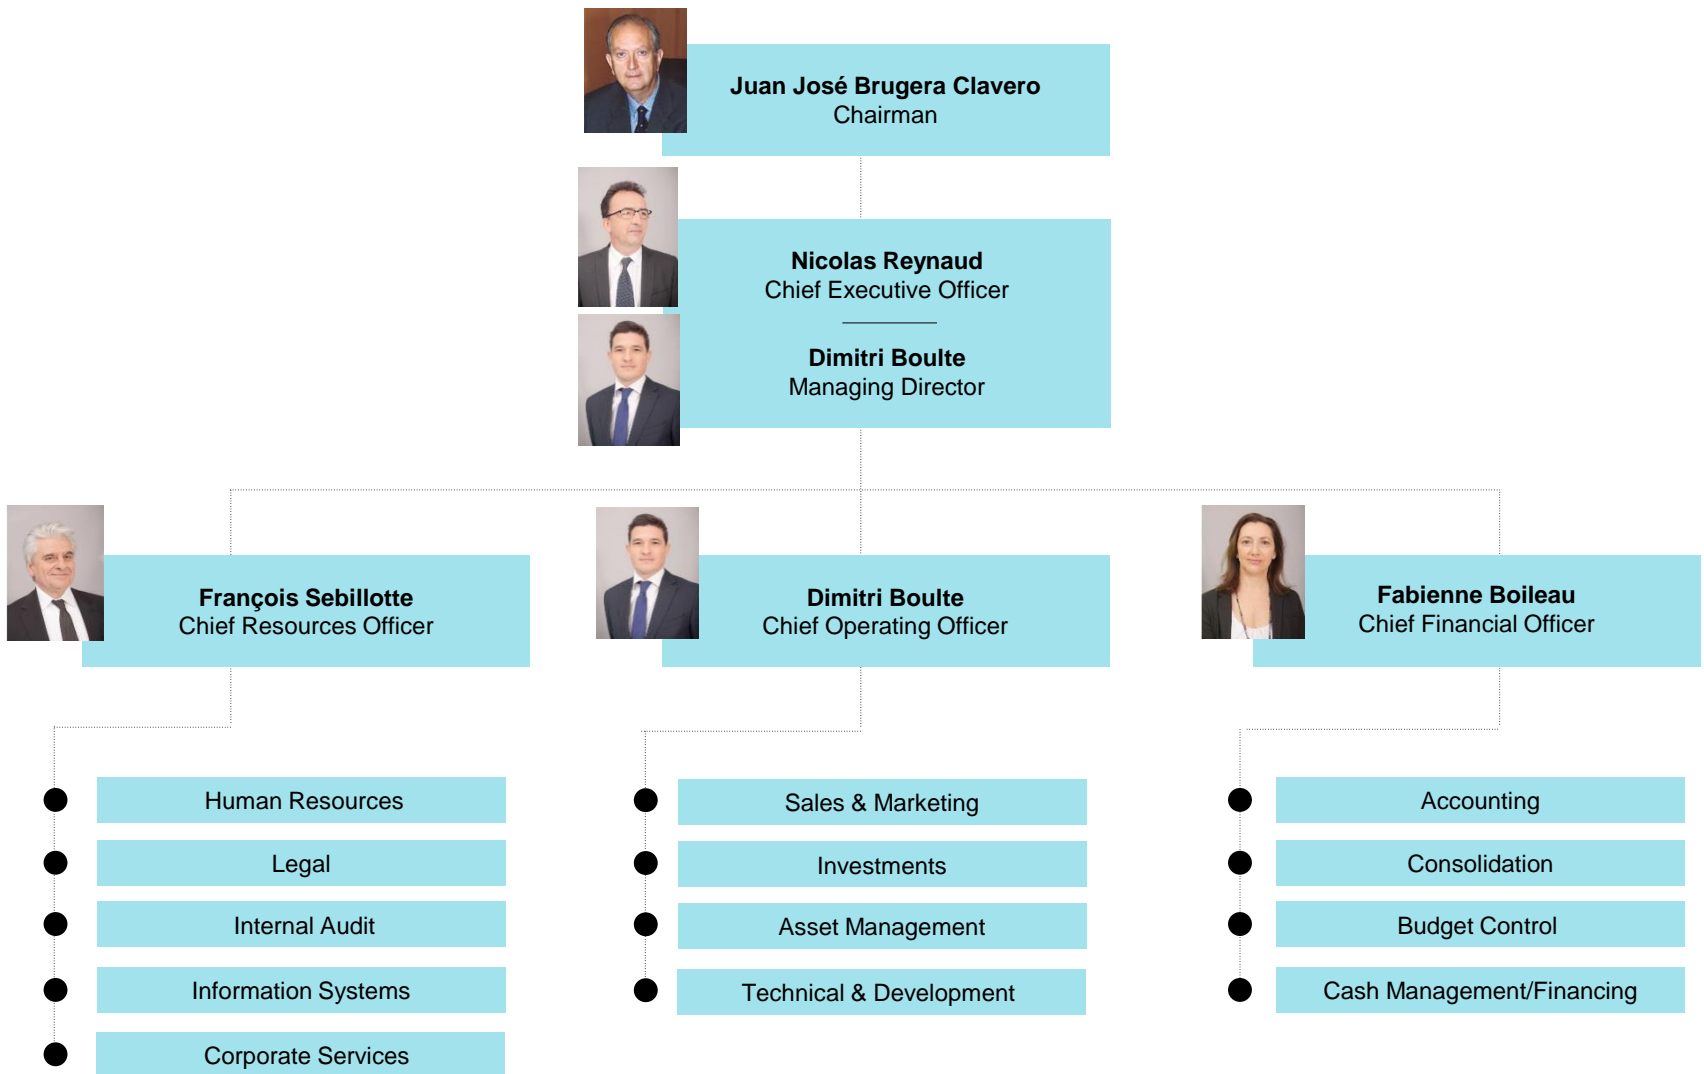 Juan José Brugera Clavero
Chairman
Nicolas Reynaud
Chief Executive Officer
Dimitri Boulte
Managing Director
François Sebillotte
Chief Resources Officer
Dimitri Boulte
Chief Operating Officer
Fabienne Boileau
Chief Financial Officer
Human Resources
Legal
Internal Audit
Information Systems
Corporate Services
Sales & Marketing
Investments
Asset Management
Technical & Development
Accounting
Consolidation
Budget Control
Cash Management/Financing